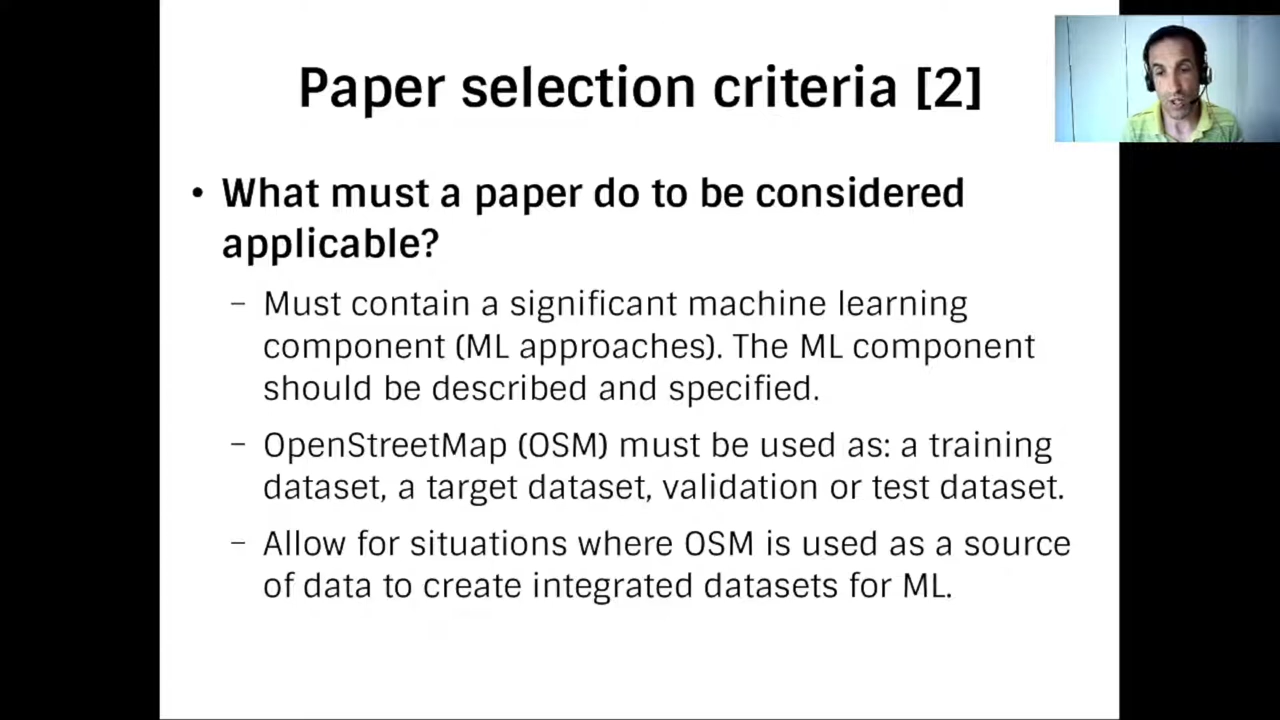 Paper selection criteria [2]
• What must a paper do to be considered
applicable?
– Must contain a significant machine learning
component (ML approaches). The ML component
should be described and specified.
– OpenStreetMap (OSM) must be used as: a training
dataset, a target dataset, validation or test dataset.
– Allow for situations where OSM is used as a source
of data to create integrated datasets for ML.